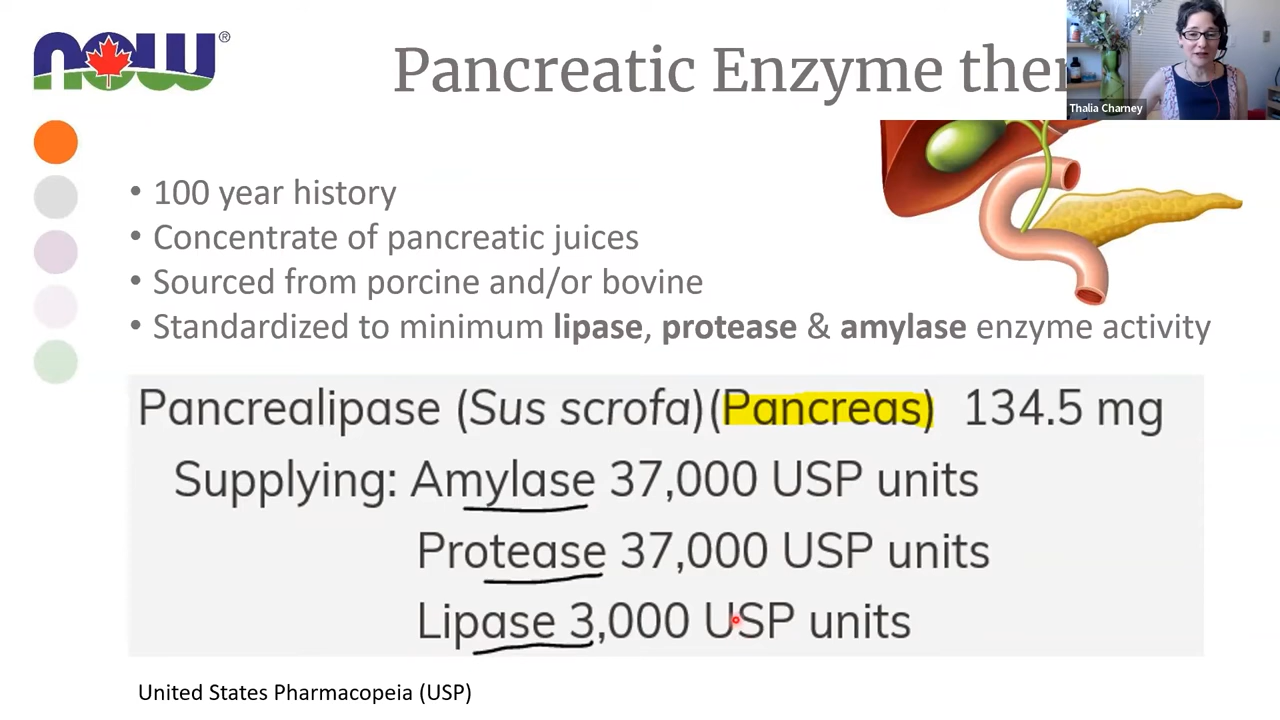 now®
Pancreatic Enzyme ther
Thalia Charney
• 100 year history
• Concentrate of pancreatic juices
• Sourced from porcine and/or bovine
• Standardized to minimum lipase, protease & amylase enzyme activity
Pancrealipase (Sus scrofa)(Pancreas) 134.5 mg
Supplying: Amylase 37,000 USP units
Protease 37,000 USP units
Lipase 3,000 USP units
United States Pharmacopeia (USP)